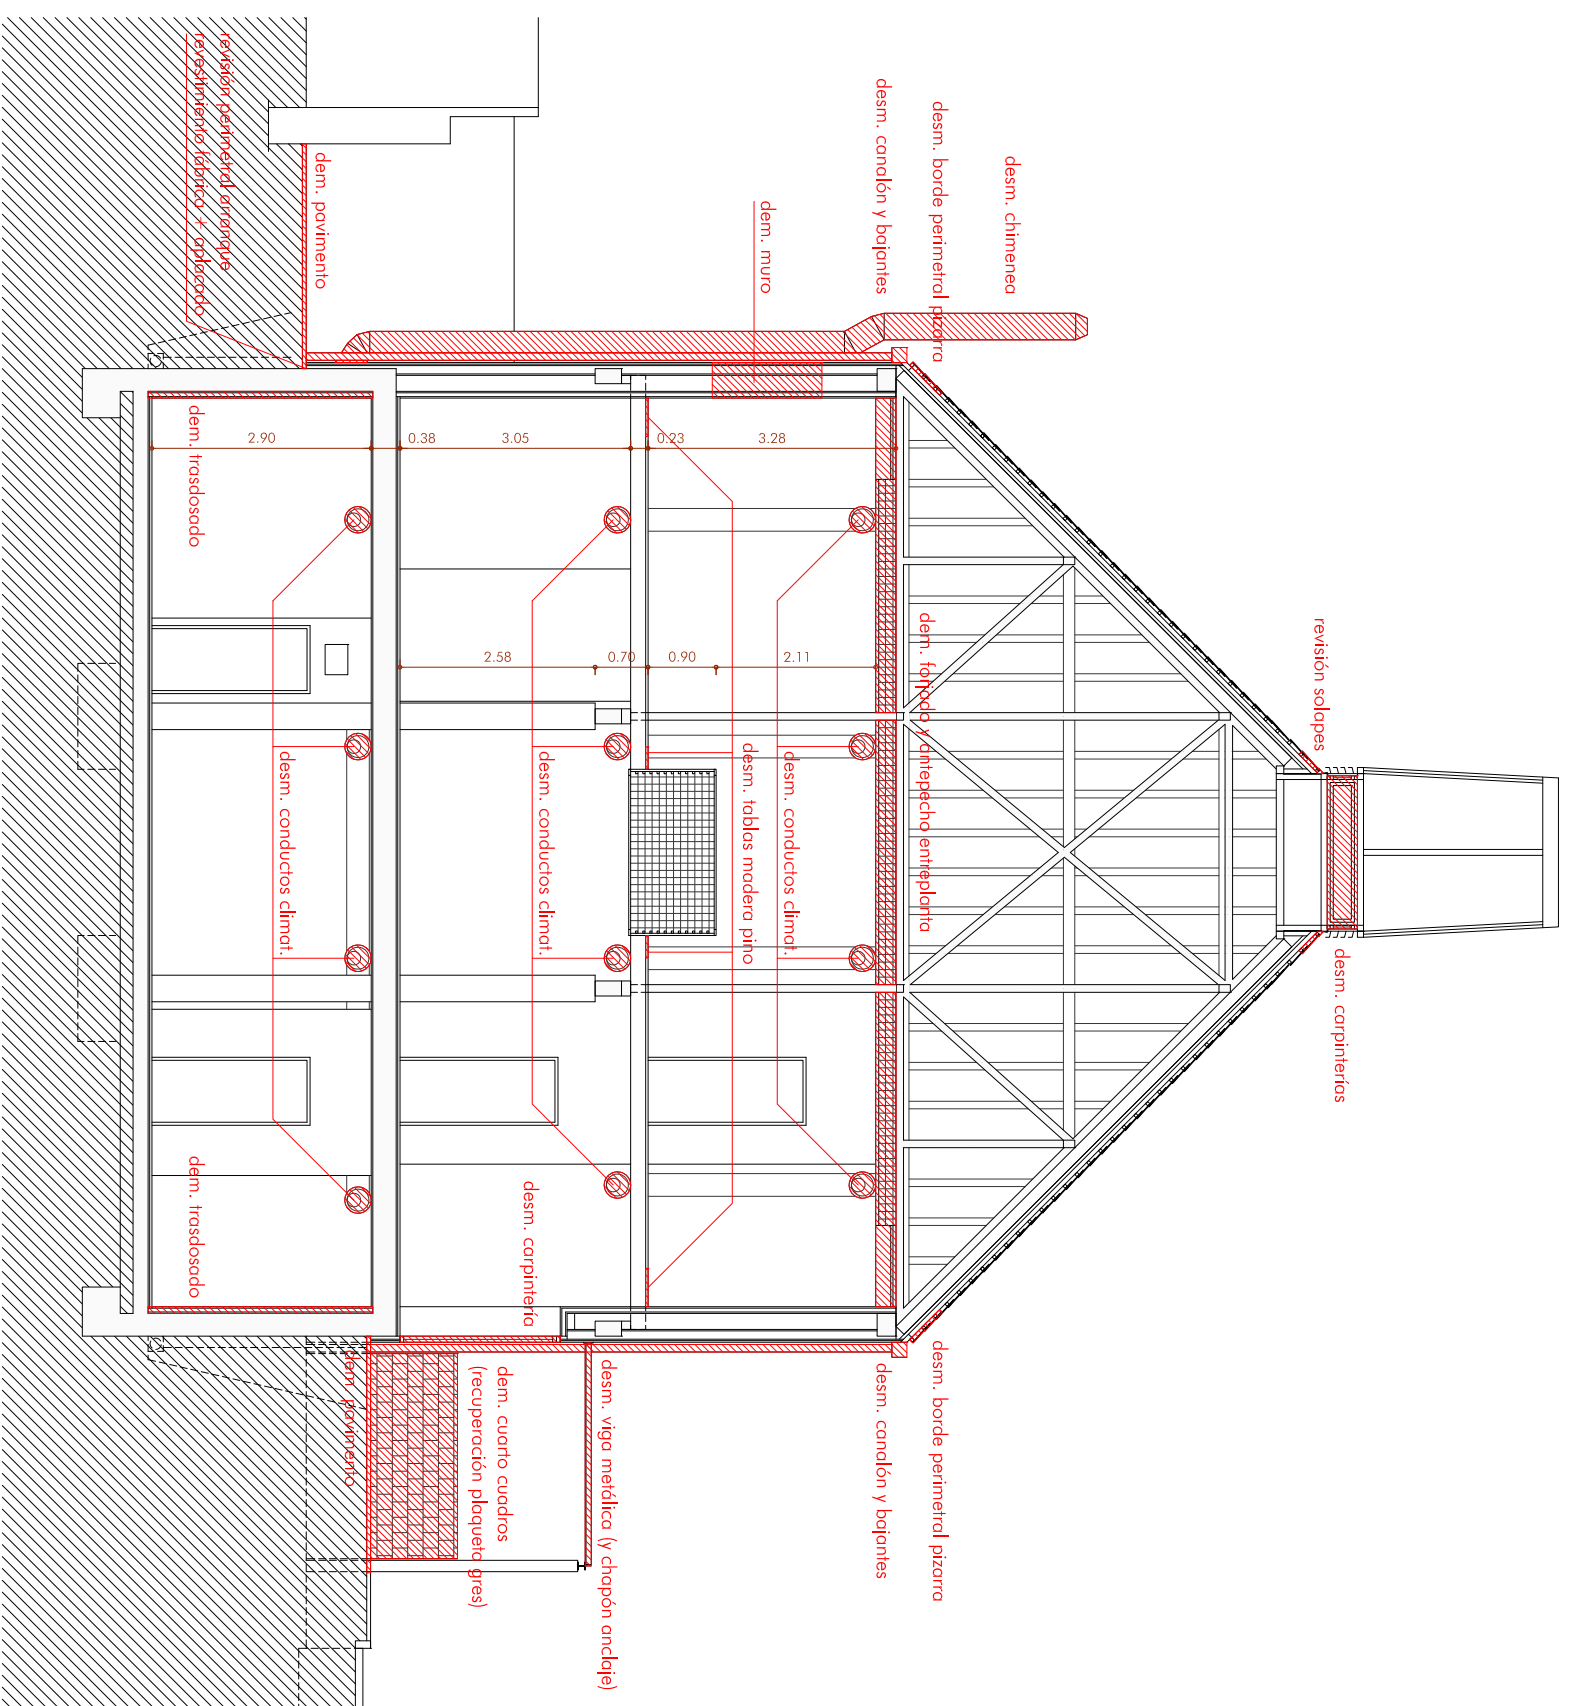 revisión solapes
desm. carpinterías
desm. chimenea
desm. borde perimetral pizarra
desm. canalón y bajantes
dem. forjado y antepecho entreplanta
desm. borde perimetral pizarra
desm. canalón y bajantes
dem. muro
3.28
0.23
3.05
0.38
2.90
2.11
0.90
0.70
2.58
desm. conductos climat.
desm. tablas madera pino
desm. conductos climat.
desm. carpintería
desm. viga metálica (y chapón anclaje)
dem. cuarto cuadros
(recuperación plaqueta gres)
dem. pavimento
dem. pavimento
desm. conductos climat.
revisión perimetral arranque
revestimiento fábrica + aplacado
dem. trasdosado
dem. trasdosado